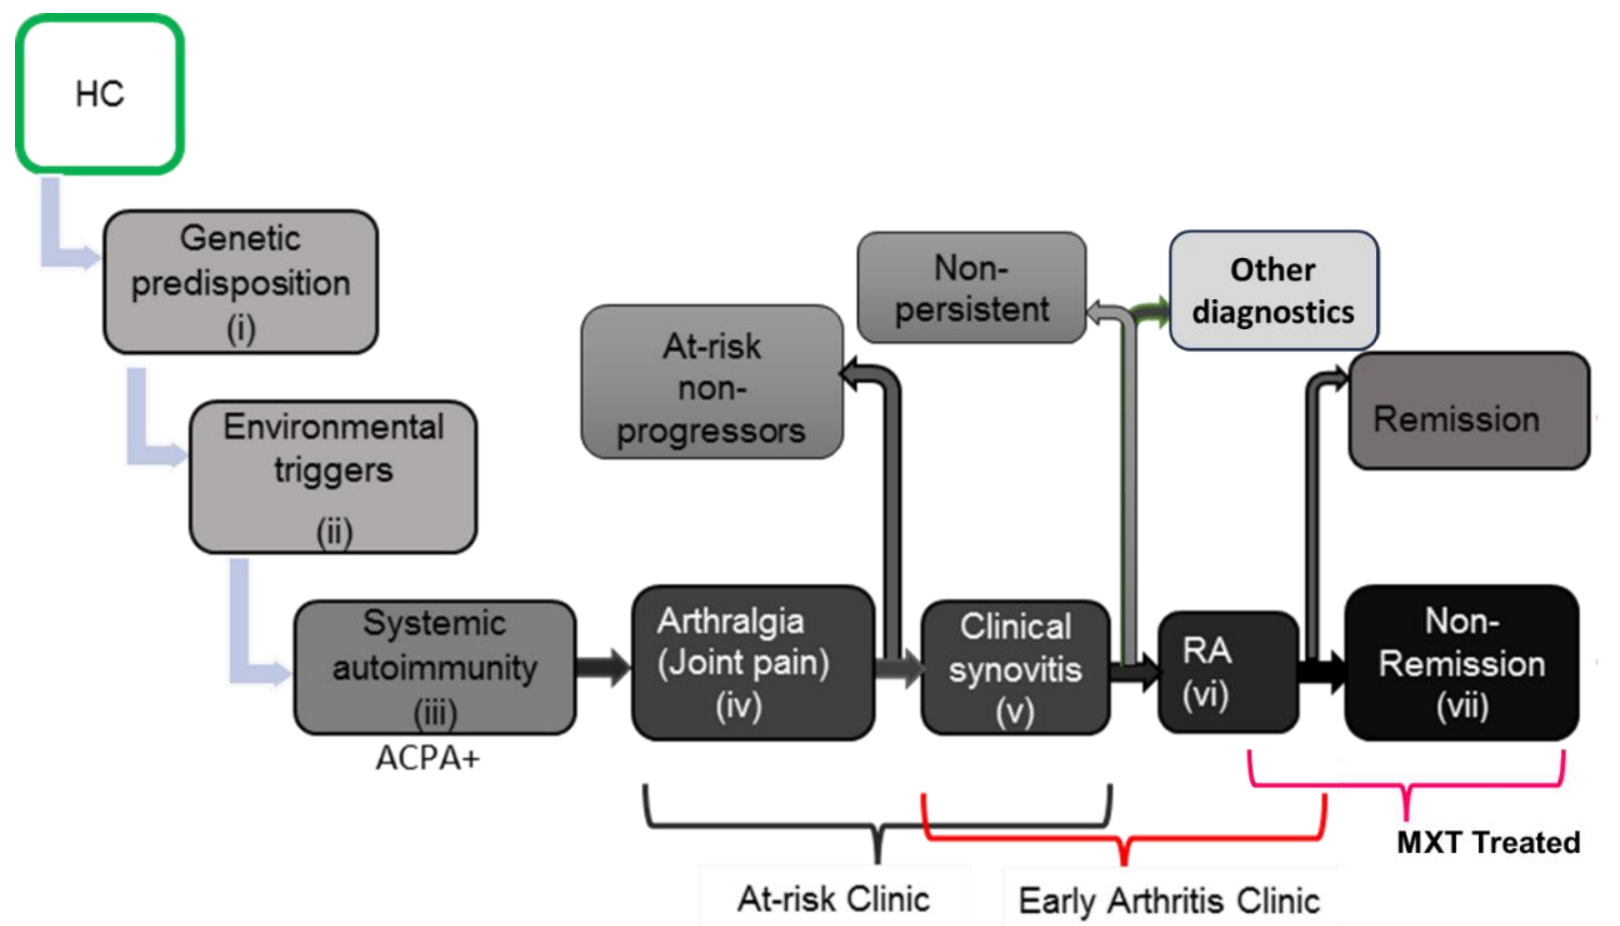 HC
Genetic
predisposition
(i)
Environmental
triggers
(ii)
Systemic
autoimmunity
(iii)
ACPA+
At-risk
non-
progressors
Non-
persistent
Other
diagnostics
Remission
Arthralgia
(Joint pain)
(iv)
Clinical
synovitis
(v)
RA
(vi)
Non-
Remission
(vii)
MXT Treated
At-risk Clinic
Early Arthritis Clinic